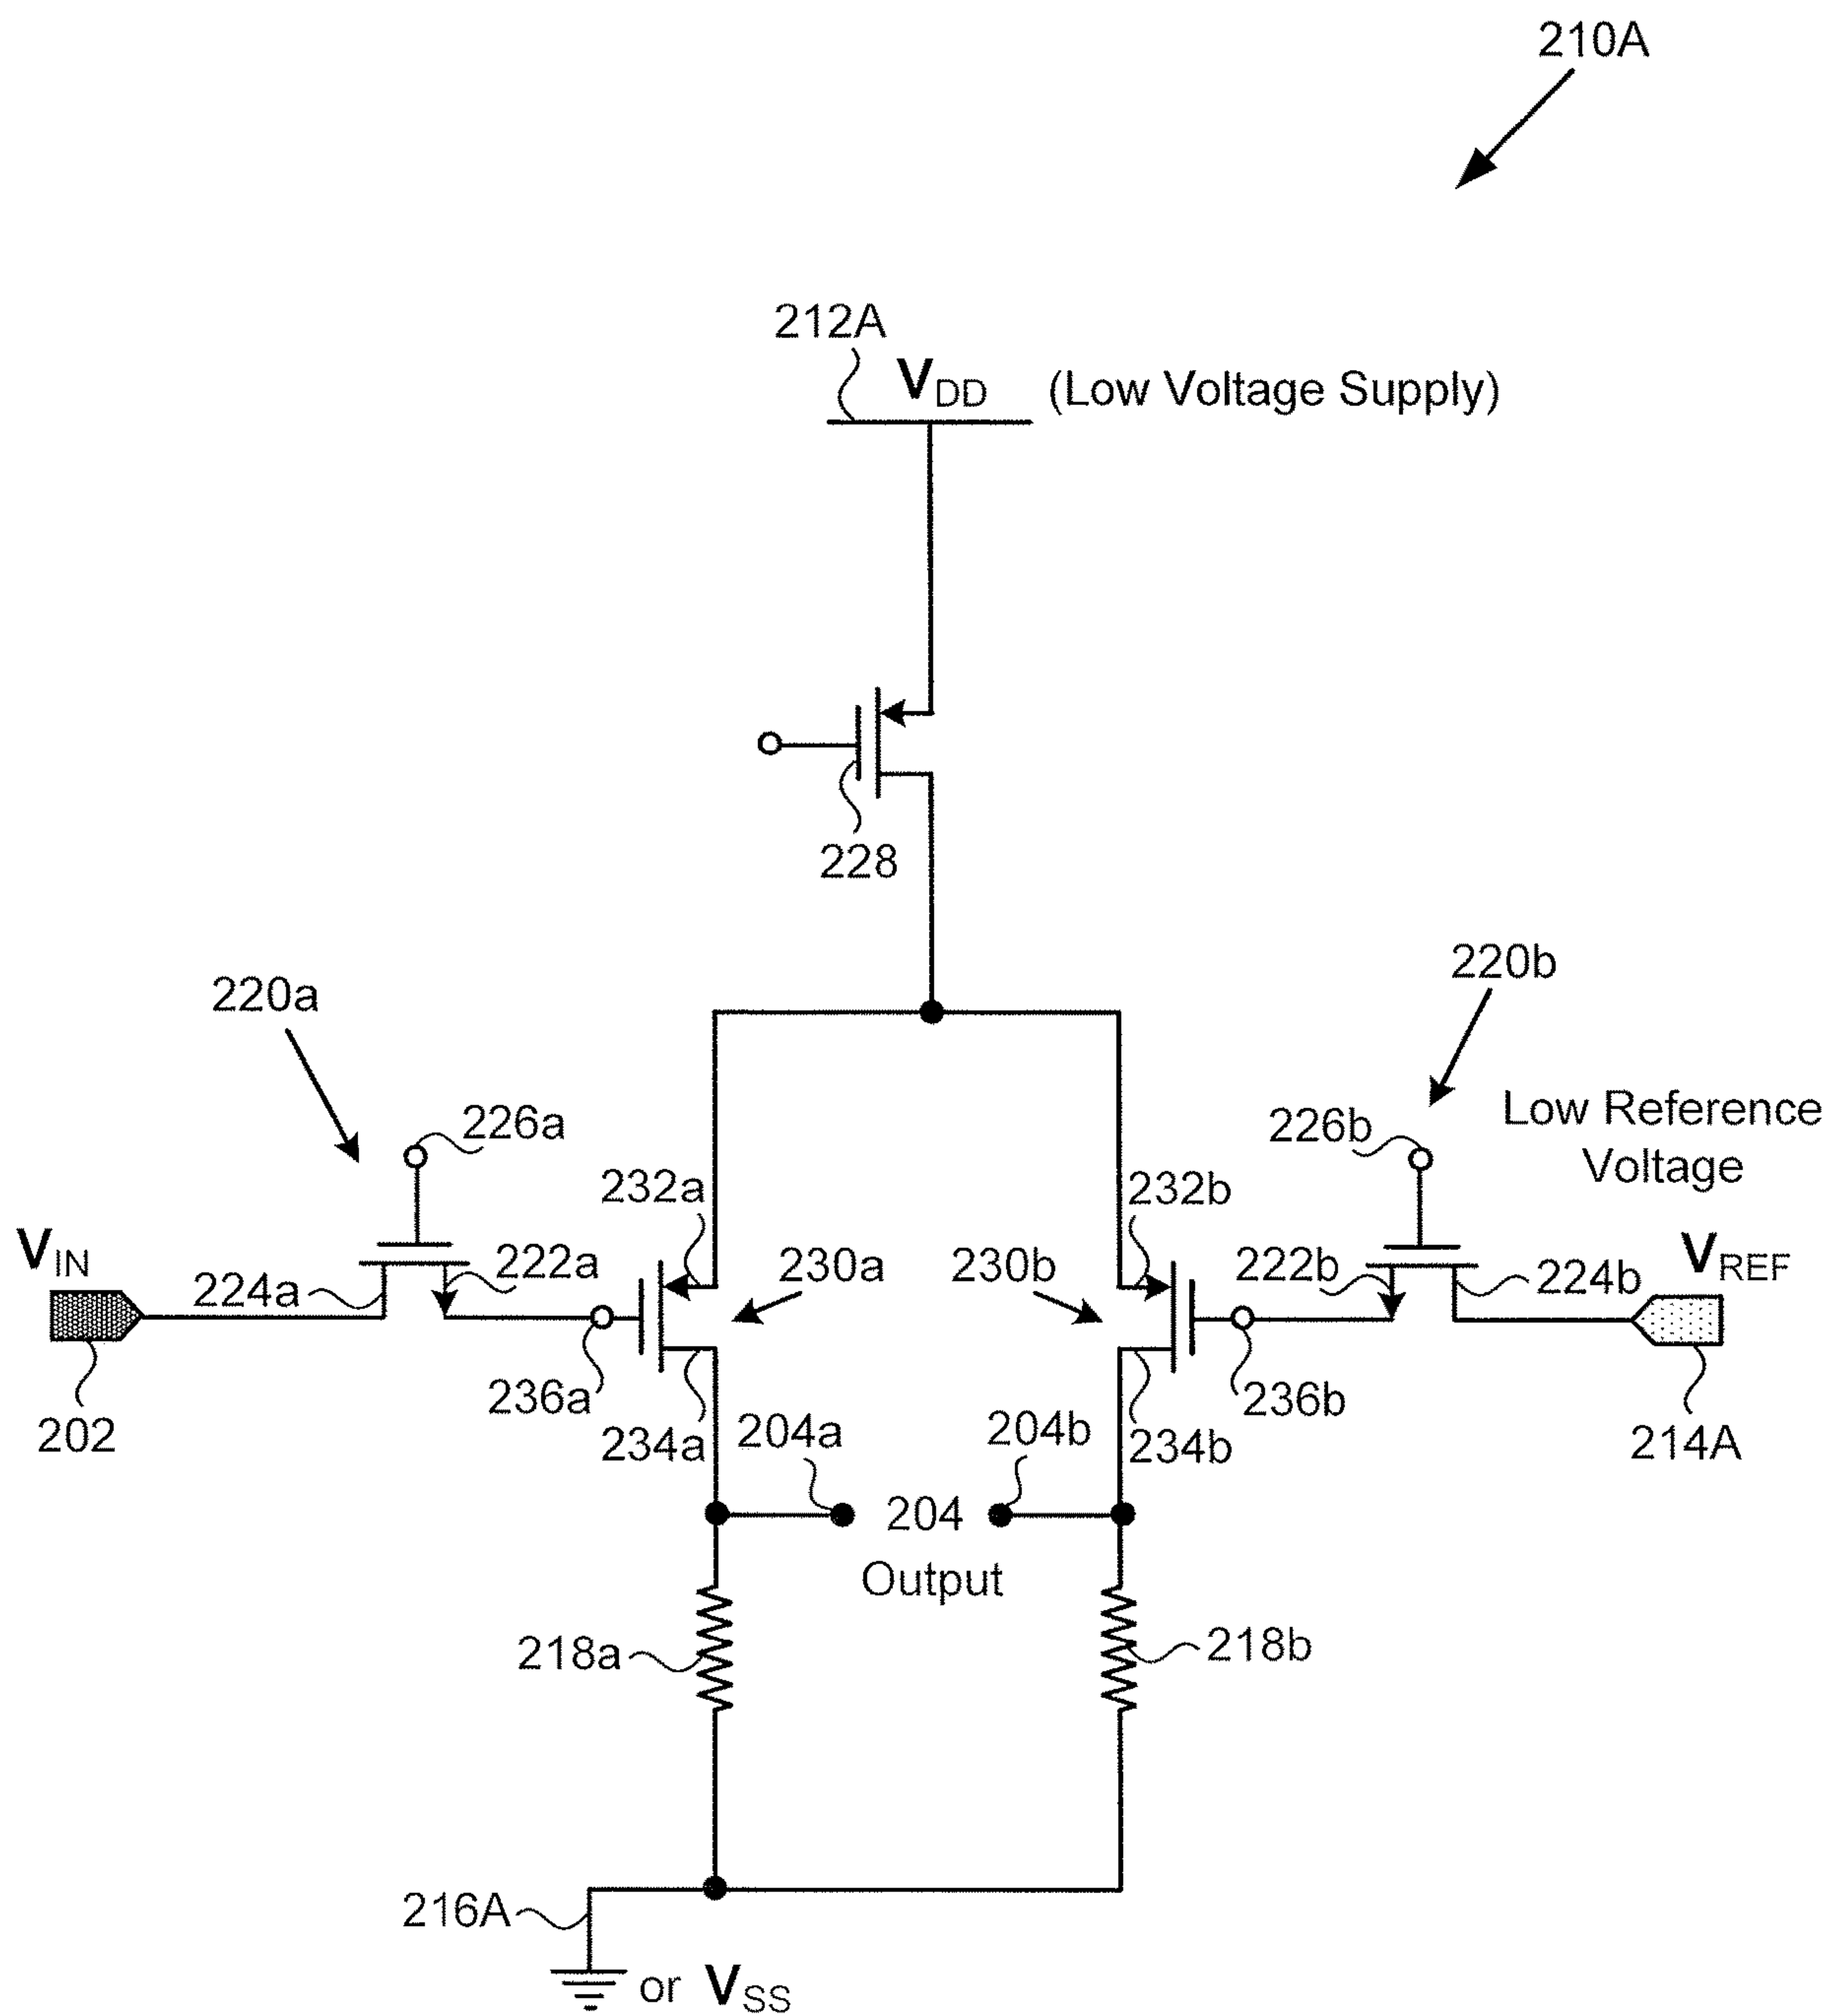 210A
212A
VDD (Low Voltage Supply)
228
220a
220b
226a
226b
Low Reference
Voltage
232a
232b
VIN
224a
222a
230a
230b
222b
224b
VREF
202
236a
234a
204a
204b
234b
236b
214A
204
Output
218a
218b
216A
or VSS